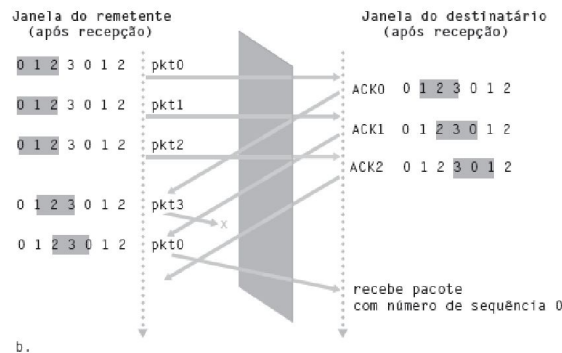 Janela do remetente
(após recepção)
Janela do destinatário
(após recepção)
0 1 2 3 0 1 2 pkt0
ACK0 0 1 2 3 0 1 2
0 1 2 3 0 1 2 pkt1
ACK1 0 1 2 3 0 1 2
0 1 2 3 0 1 2 pkt2
ACK2 0 1 2 3 0 1 2
0 1 2 3 0 1 2 pkt3
x
0 1 2 3 0 1 2 pkt0
recebe pacote
com número de sequência 0
b.